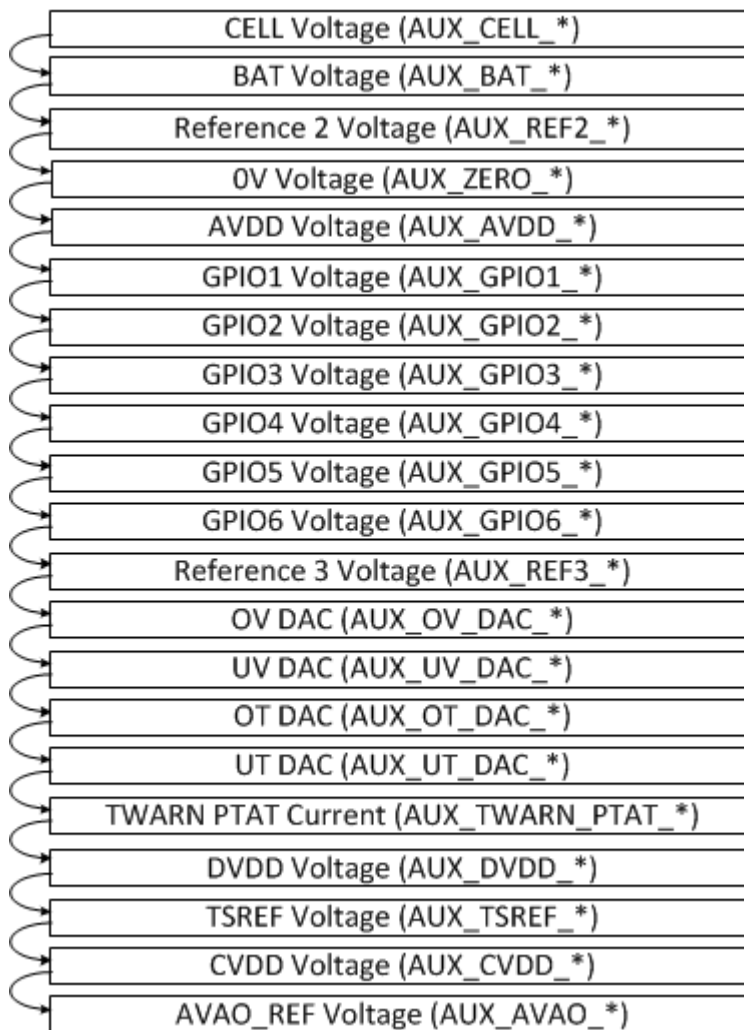 CELL Voltage (AUX_CELL_*)
BAT Voltage (AUX_BAT_*)
Reference 2 Voltage (AUX_REF2_*)
0V Voltage (AUX_ZERO_*)
AVDD Voltage (AUX_AVDD_*)
GPIO1 Voltage (AUX_GPIO1_*)
GPIO2 Voltage (AUX_GPIO2_*)
GPIO3 Voltage (AUX_GPIO3_*)
GPIO4 Voltage (AUX_GPIO4_*)
GPIO5 Voltage (AUX_GPIO5_*)
GPIO6 Voltage (AUX_GPIO6_*)
Reference 3 Voltage (AUX_REF3_*)
OV DAC (AUX_OV_DAC_*)
UV DAC (AUX_UV_DAC_*)
OT DAC (AUX_OT_DAC_*)
UT DAC (AUX_UT_DAC_*)
TWARN PTAT Current (AUX_TWARN_PTAT_*)
DVDD Voltage (AUX_DVDD_*)
TSREF Voltage (AUX_TSREF_*)
CVDD Voltage (AUX_CVDD_*)
AVAO_REF Voltage (AUX_AVAO_*)